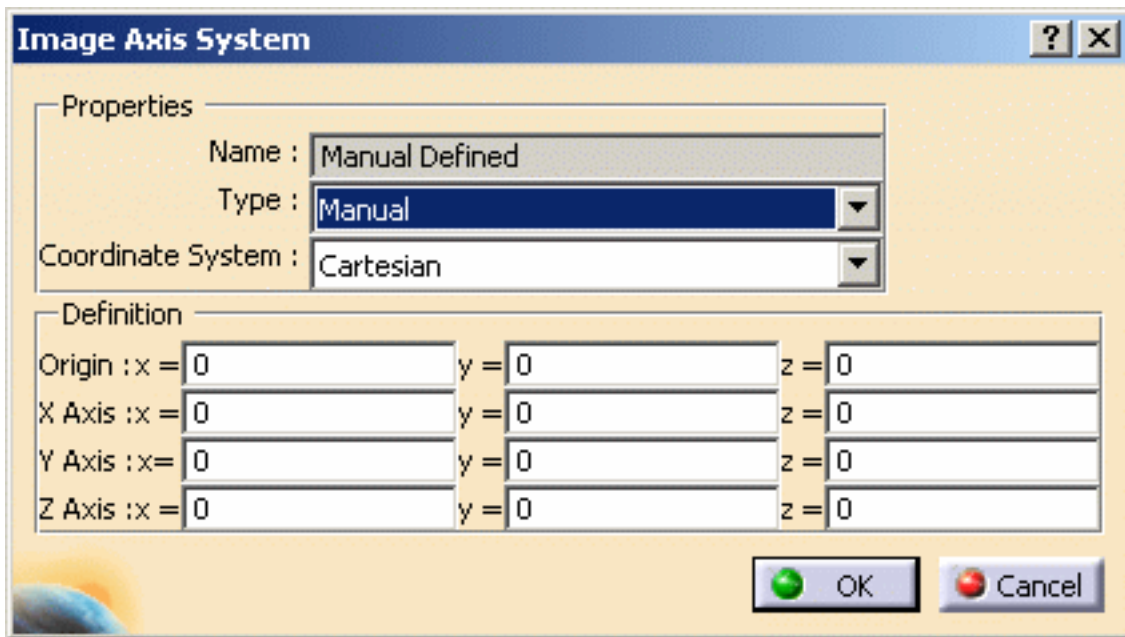 Image Axis System
Properties
Name : Manual Defined
Type : Manual
Coordinate System : Cartesian
Definition
Origin : x = 0 y = 0 z = 0
X Axis : x = 0 y = 0 z = 0
Y Axis : x= 0 y = 0 z = 0
Z Axis : x = 0 y = 0 z = 0
OK Cancel